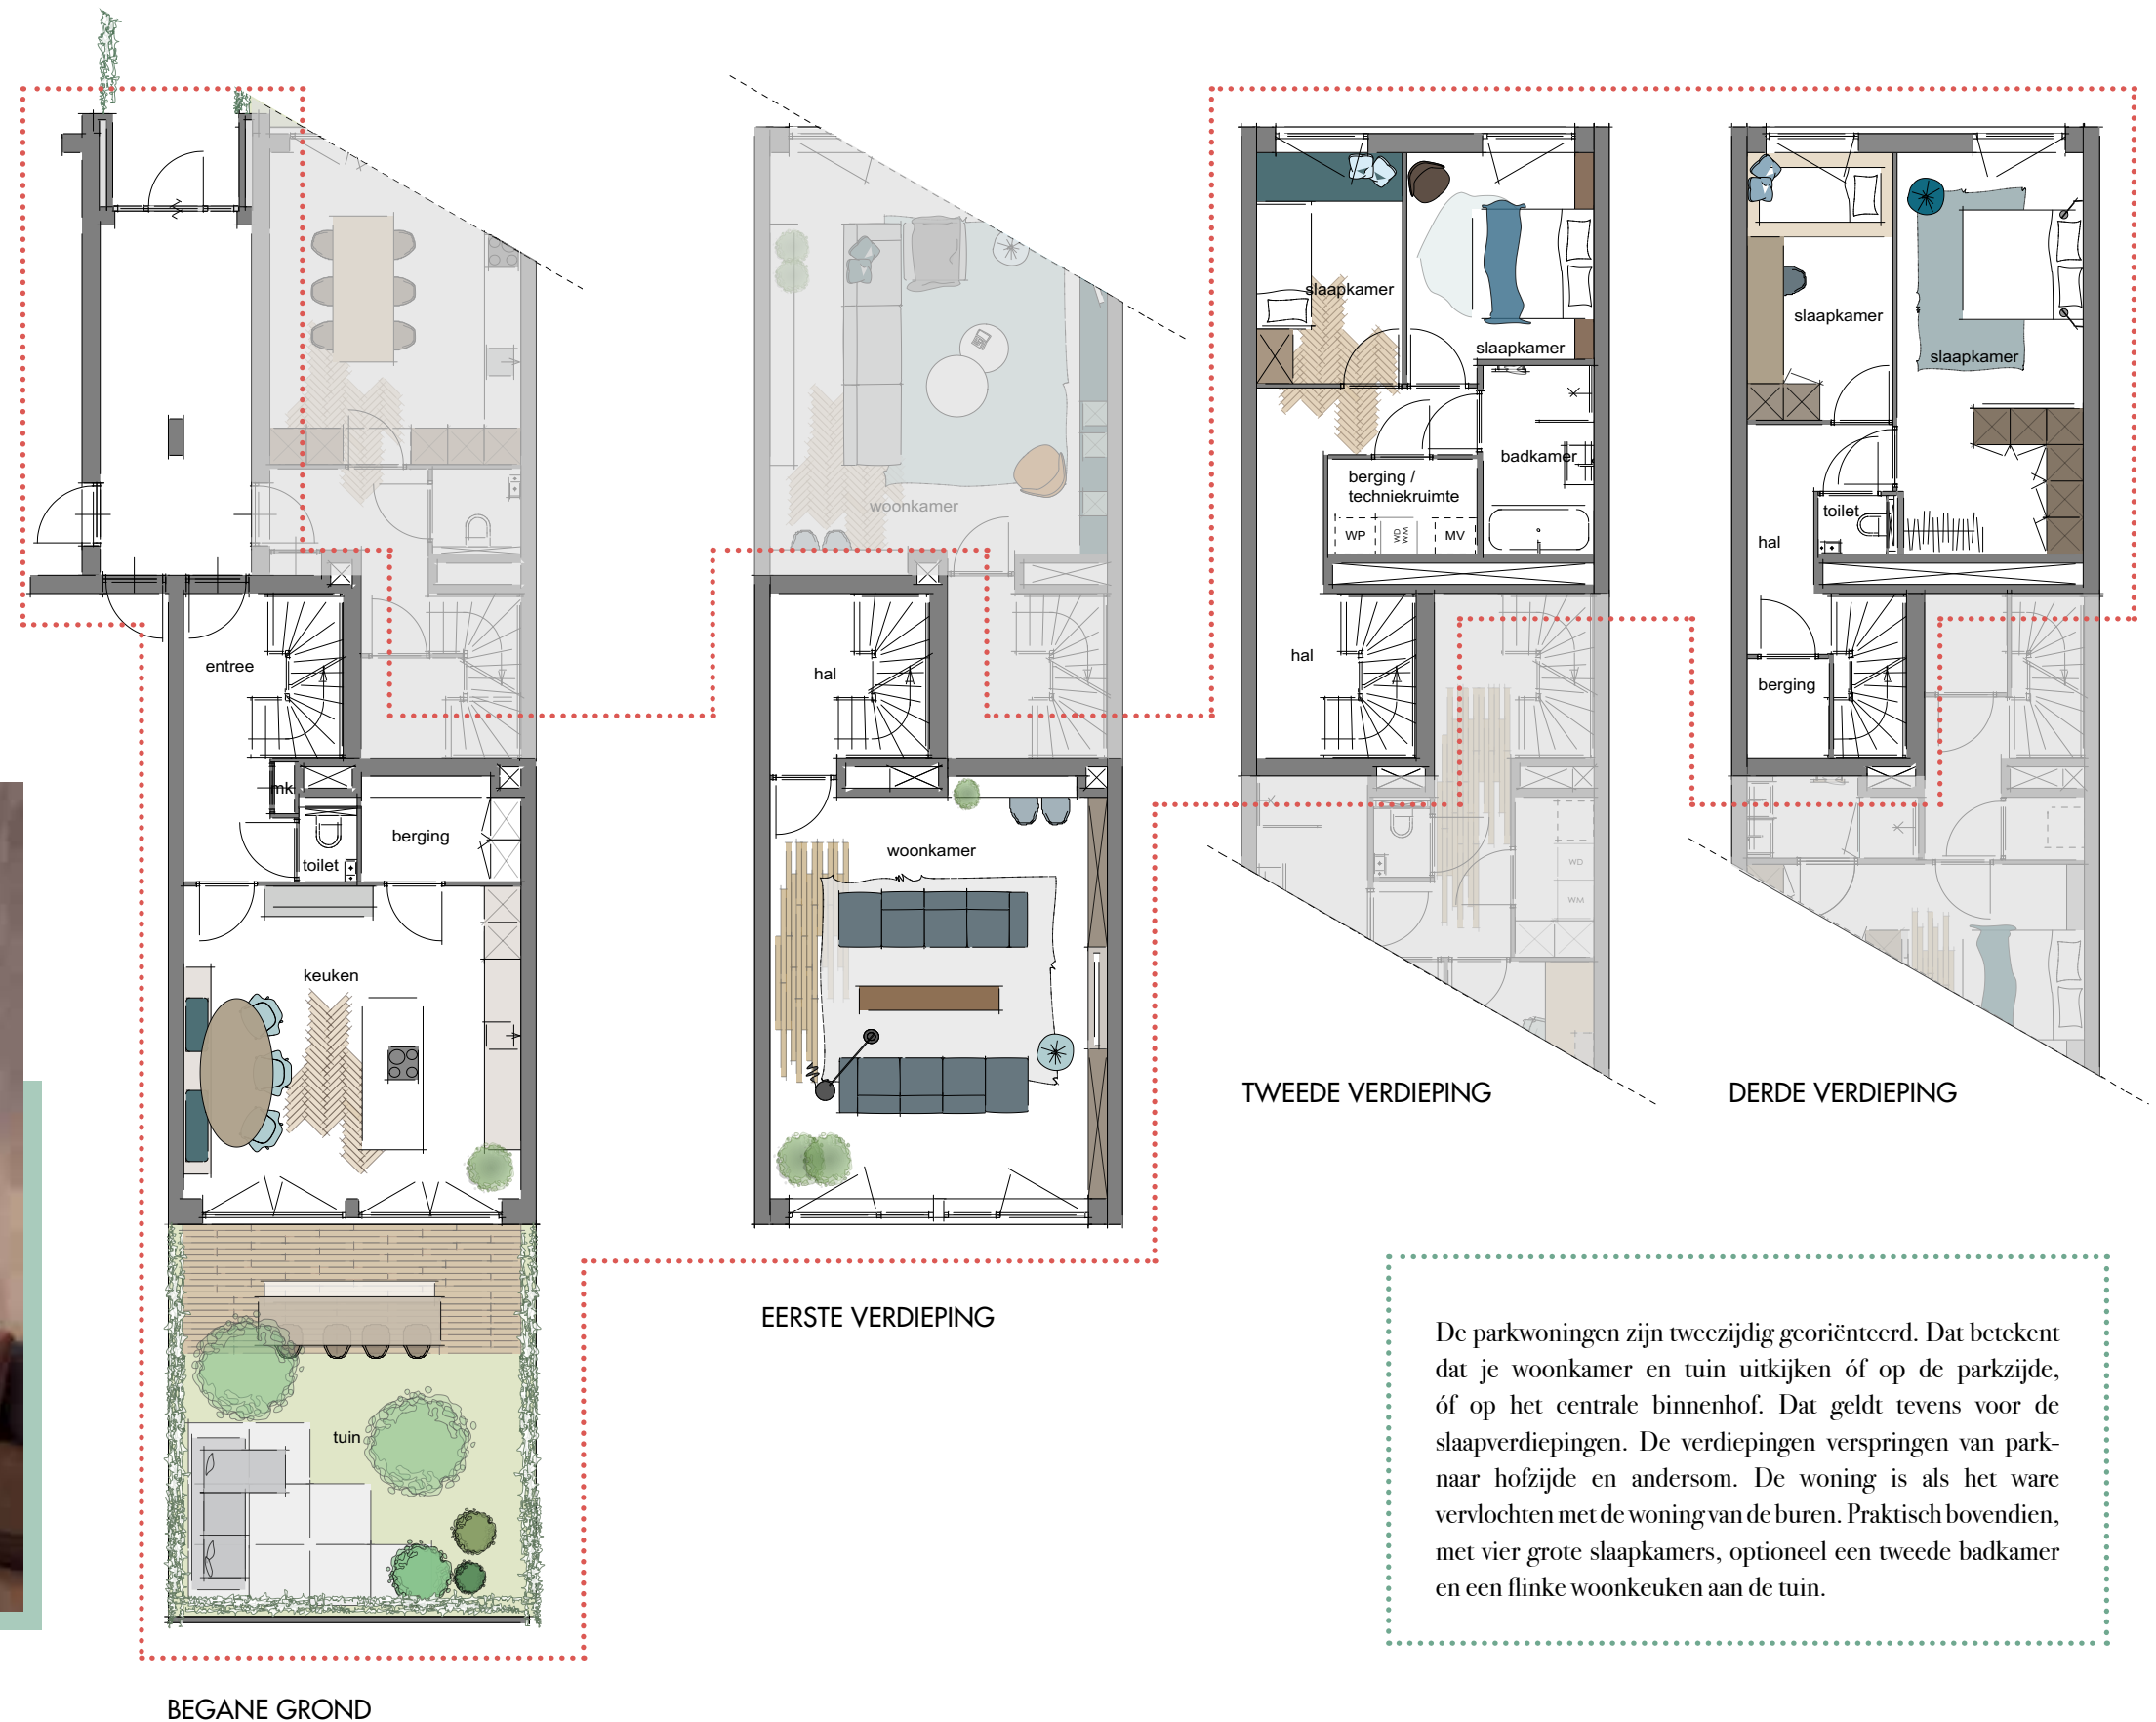 entree
mk
toilet
berging
keuken
tuin
BEGANE GROND
woonkamer
hal
woonkamer
EERSTE VERDIEPING
slaapkamer
slaapkamer
badkamer
berging /
techniekruimte
WP
WD
WM
MV
hal
WD
WM
TWEEDE VERDIEPING
slaapkamer
slaapkamer
toilet
hal
berging
DERDE VERDIEPING
De parkwoningen zijn tweezijdig georiënteerd. Dat betekent
dat je woonkamer en tuin uitkijken óf op de parkzijde,
óf op het centrale binnenhof. Dat geldt tevens voor de
slaapverdiepingen. De verdiepingen verspringen van park-
naar hofzijde en andersom. De woning is als het ware
vervlochten met de woning van de buren. Praktisch bovendien,
met vier grote slaapkamers, optioneel een tweede badkamer
en een flinke woonkeuken aan de tuin.